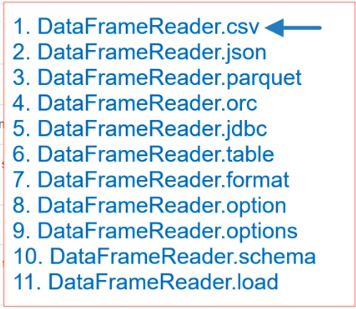 1. DataFrameReader.csv
2. DataFrameReader.json
3. DataFrameReader.parquet
4. DataFrameReader.orc
5. DataFrameReader.jdbc
6. DataFrameReader.table
7. DataFrameReader.format
8. DataFrameReader.option
9. DataFrameReader.options
10. DataFrameReader.schema
11. DataFrameReader.load